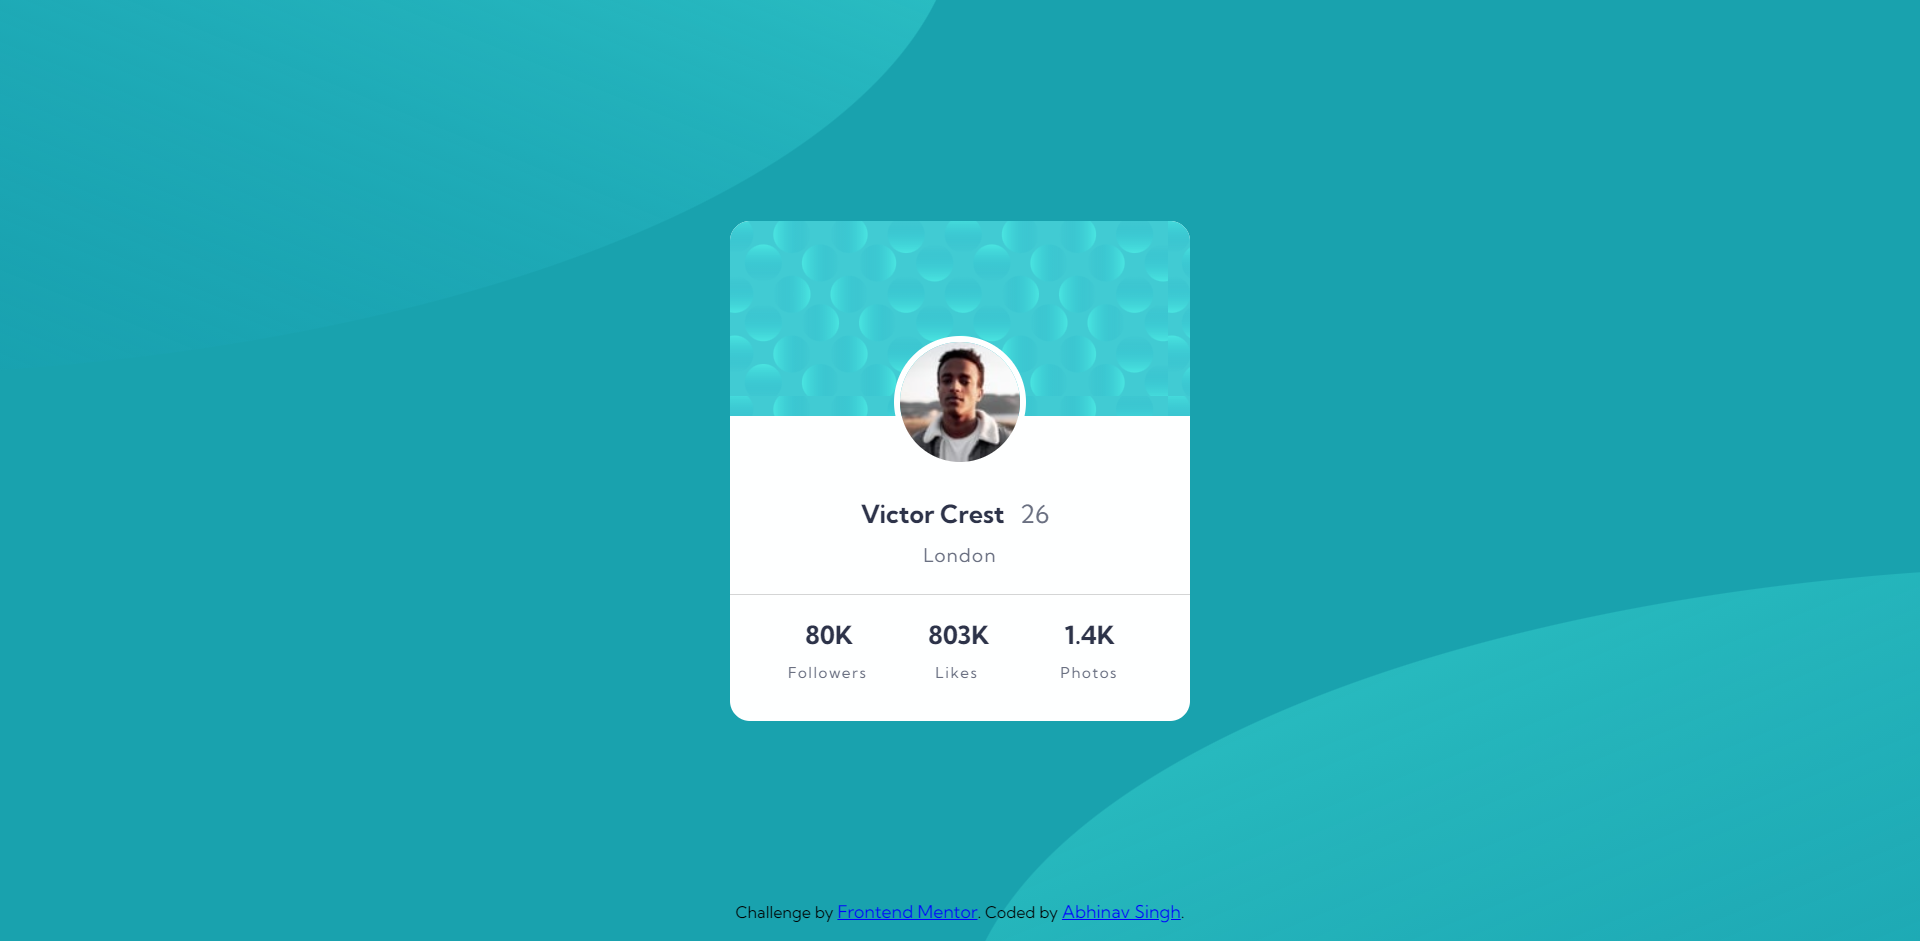 Victor Crest 26
London
80K 803K 1.4K
Followers Likes Photos
Challenge by Frontend Mentor. Coded by Abhinav Singh.